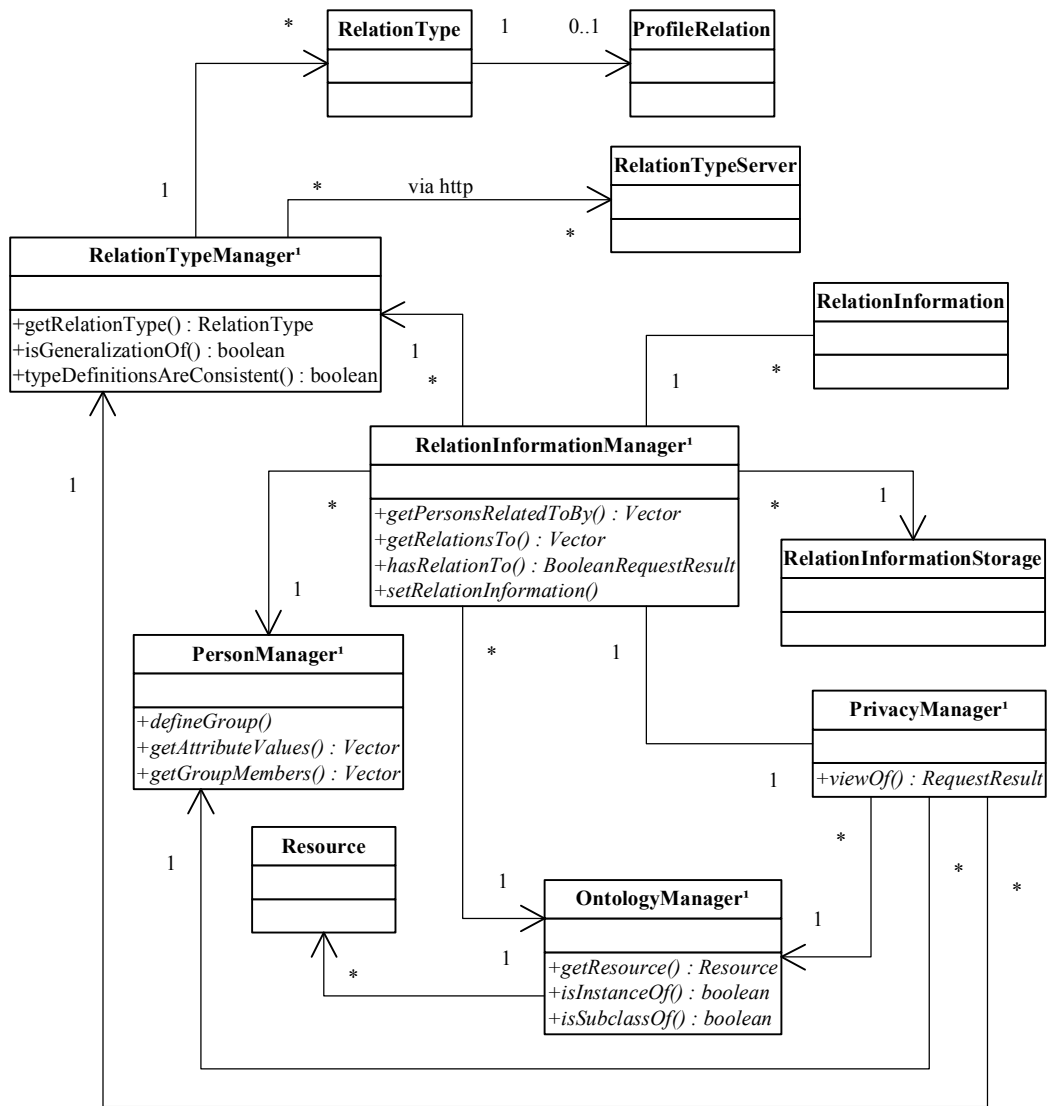 * RelationType 1 0..1 ProfileRelation
RelationTypeServer
1 * via http
*
RelationTypeManager¹
+getRelationType() : RelationType
+isGeneralizationOf() : boolean
+typeDefinitionsAreConsistent() : boolean
RelationInformation
1
*
1
*
RelationInformationManager¹
+getPersonsRelatedToBy() : Vector
+getRelationsTo() : Vector
+hasRelationTo() : BooleanRequestResult
+setRelationInformation()
1
*
*
1
RelationInformationStorage
1
PersonManager¹
+defineGroup()
+getAttributeValues() : Vector
+getGroupMembers() : Vector
*
1
PrivacyManager¹
+viewOf() : RequestResult
1
1
*
*
*
Resource
1
OntologyManager¹
+getResource() : Resource
+isInstanceOf() : boolean
+isSubclassOf() : boolean
1
1
*